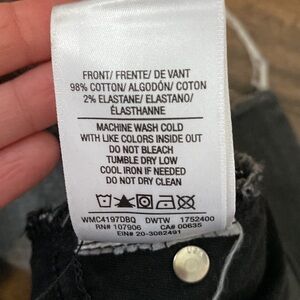 FRONT/ FRENTE/ DE VANT
98% COTTON/ ALGODÓN/ COTON
2% ELASTANE/ ELASTANO/
ÉLASTHANNE
MACHINE WASH COLD
WITH LIKE COLORS INSIDE OUT
DO NOT BLEACH
TUMBLE DRY LOW
COOL IRON IF NEEDED
DO NOT DRY CLEAN
WMC4197DBQ DWTW 1752400
RN# 107906 CA# 00635
EIN# 20-3082491